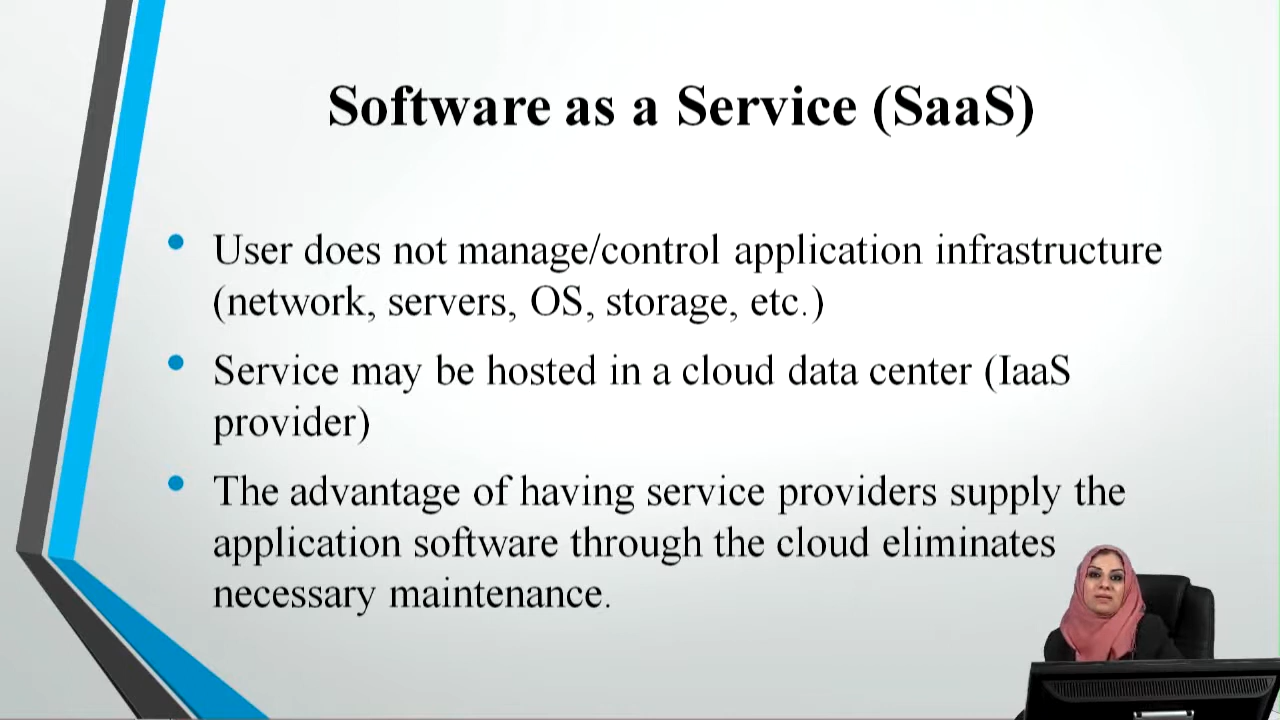 Software as a Service (SaaS)
• User does not manage/control application infrastructure
(network, servers, OS, storage, etc.)
• Service may be hosted in a cloud data center (IaaS
provider)
• The advantage of having service providers supply the
application software through the cloud eliminates
necessary maintenance.